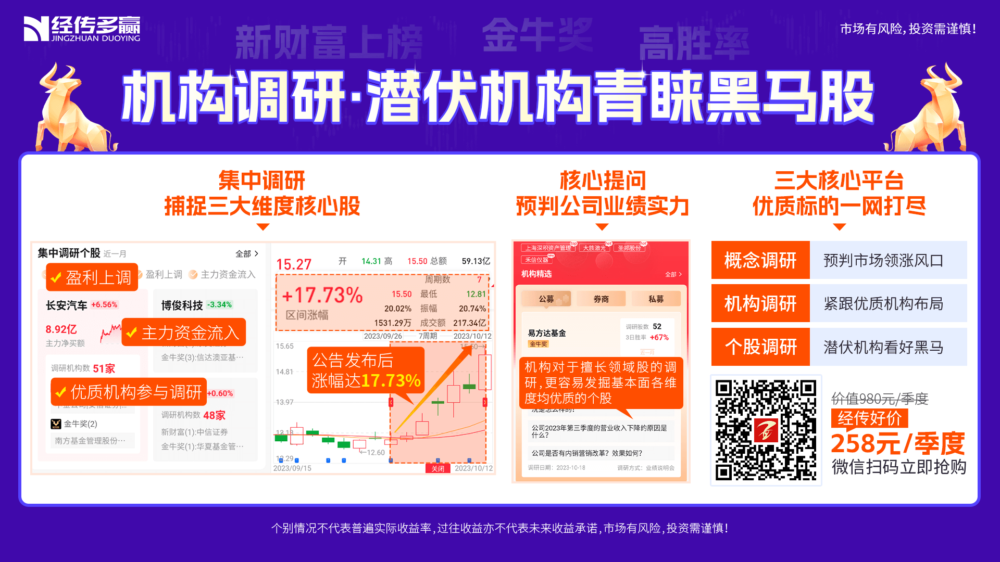 经传多赢
JINGZHUAN DUOYING
新财富上榜
金牛奖
高胜率
市场有风险,投资需谨慎!
机构调研·潜伏机构青睐黑马股
集中调研
捕捉三大维度核心股
集中调研个股 近一月
全部
盈利上调
盈利上调
主力资金流入
长安汽车 +6.56%
8.92亿
主力净买额
主力资金流入
博俊科技 -3.34%
金牛奖(3):信达澳亚基…
调研机构数 51家
优质机构参与调研
金牛奖(2)
南方基金管理股份…
+0.60%
调研机构数 48家
新财富(1):中信证券
金牛奖(1):华夏基金管…
15.27
开 14.31 高 15.50 总额 59.13亿
+17.73%
区间涨幅
周期数 7
15.50 最低 12.81
20.02% 振幅 20.74%
1531.29万 成交额 217.34亿
2023/09/26 7周期 2023/10/12
15.65
15.50
公告发布后
涨幅达17.73%
14.81
13.97
13.13
12.60
12.29
2023/09/15
关闭
2023/10/12
核心提问
预判公司业绩实力
上海深积资产管理 top
大族激光 hot
圣邦股份 hot
禾信仪器 new
机构精选
全部
公募
券商
私募
易方达基金
金牛奖
调研股数 52
3日胜率 +67%
近一月
机构对于擅长领域股的调
研,更容易发掘基本面各维
度均优质的个股
况是怎么样的?
公司2023年第三季度的营业收入下降的原因是
什么?
公司是否有内销营销改革?效果如何?
调研日期: 2023-10-18
调研方式: 业绩说明会
三大核心平台
优质标的一网打尽
概念调研
预判市场领涨风口
机构调研
紧跟优质机构布局
个股调研
潜伏机构看好黑马
价值980元/季度
经传好价
258元/季度
微信扫码立即抢购
个别情况不代表普遍实际收益率,过往收益亦不代表未来收益承诺,市场有风险,投资需谨慎!